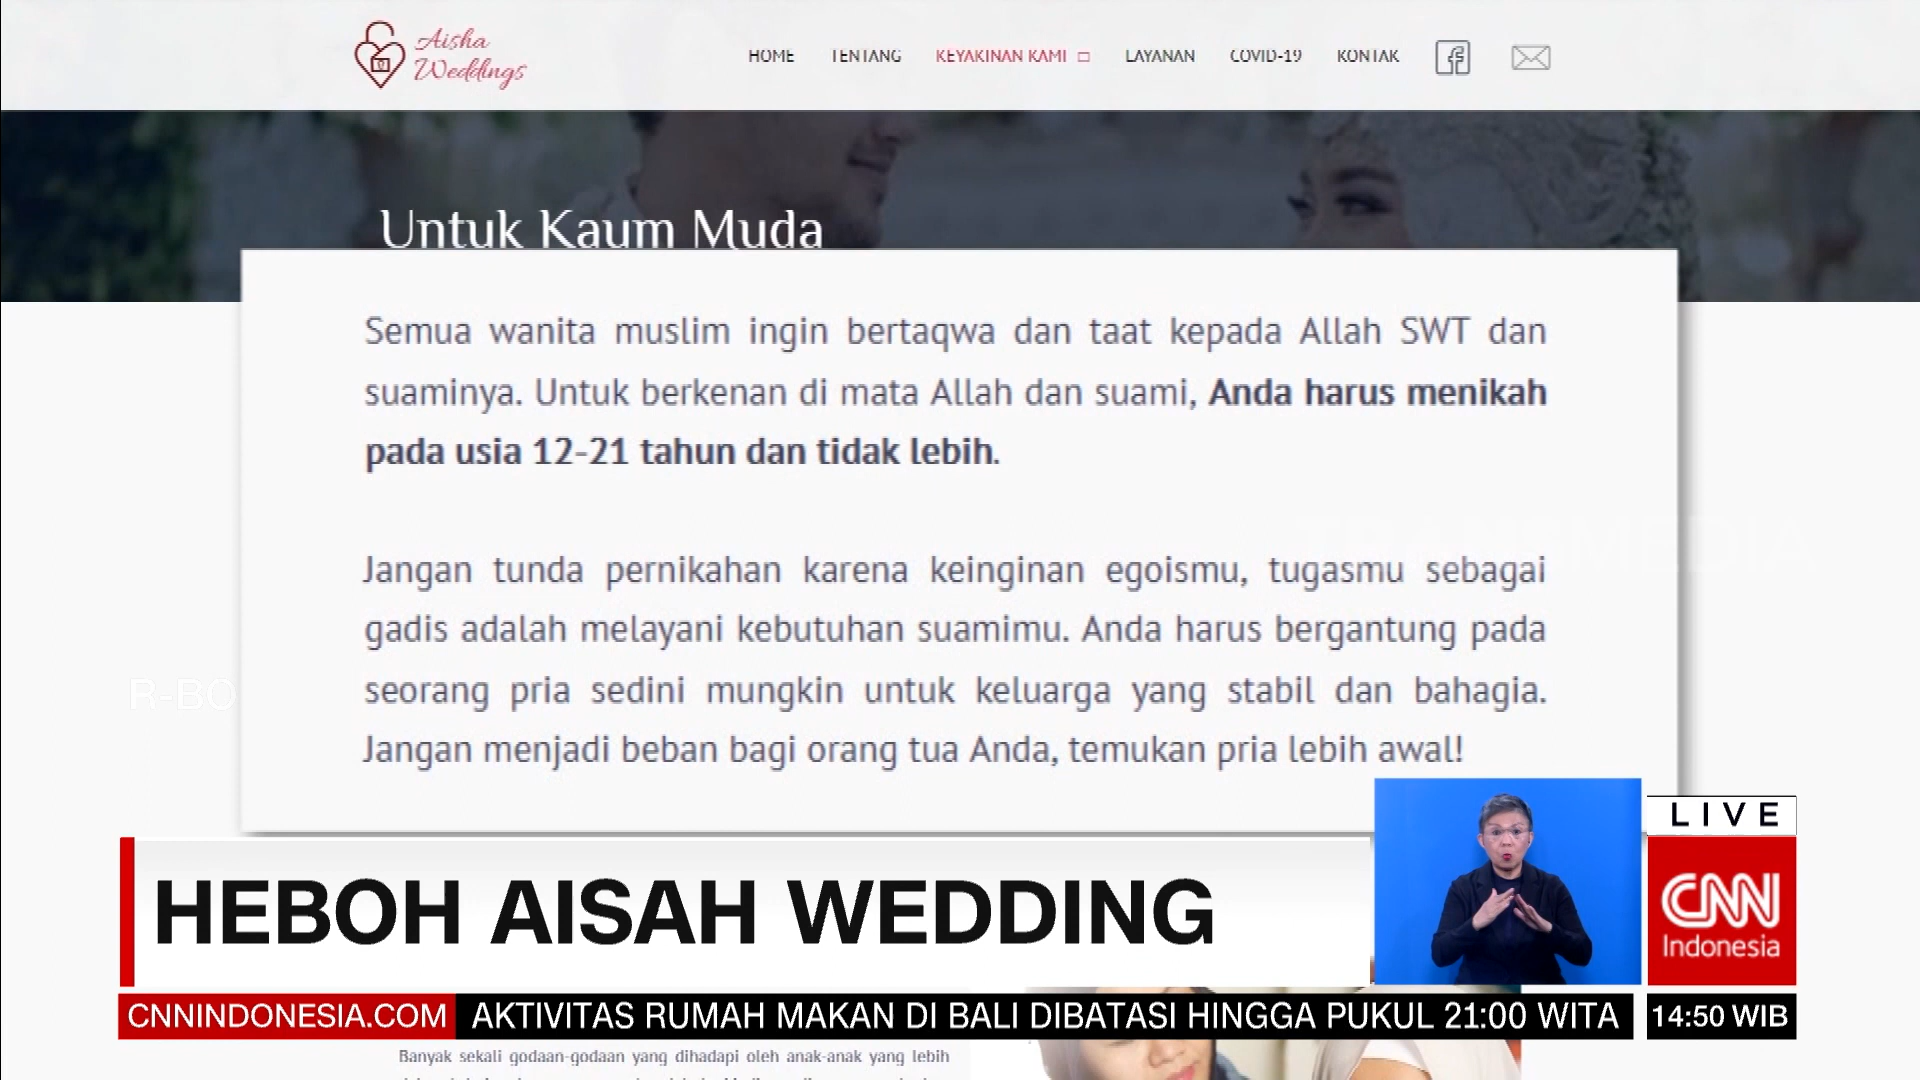 Aisha
Weddings
HOME TENTANG KEYAKINAN KAMI LAYANAN COVID-19 KONTAK
Untuk Kaum Muda
Semua wanita muslim ingin bertaqwa dan taat kepada Allah SWT dan
suaminya. Untuk berkenan di mata Allah dan suami, Anda harus menikah
pada usia 12-21 tahun dan tidak lebih.
TRANSMEDIA
Jangan tunda pernikahan karena keinginan egoismu, tugasmu sebagai
gadis adalah melayani kebutuhan suamimu. Anda harus bergantung pada
seorang pria sedini mungkin untuk keluarga yang stabil dan bahagia.
R-BO
Jangan menjadi beban bagi orang tua Anda, temukan pria lebih awal!
LIVE
HEBOH AISAH WEDDING
CNN
Indonesia
CNNINDONESIA.COM AKTIVITAS RUMAH MAKAN DI BALI DIBATASI HINGGA PUKUL 21:00 WITA 14:50 WIB
Banyak sekali godaan-godaan yang dihadapi oleh anak-anak yang lebih